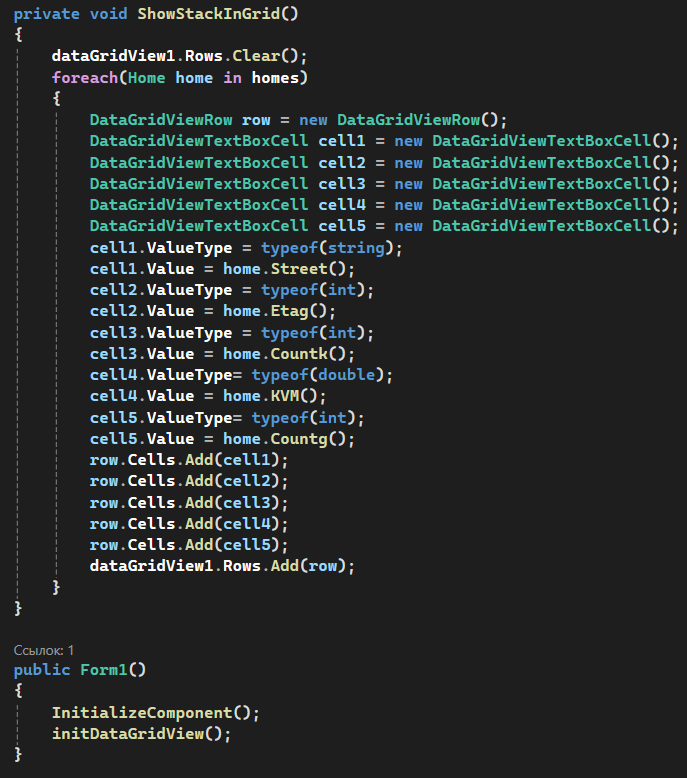 private void ShowStackInGrid()
{
dataGridView1.Rows.Clear();
foreach(Home home in homes)
{
DataGridViewRow row = new DataGridViewRow();
DataGridViewTextBoxCell cell1 = new DataGridViewTextBoxCell();
DataGridViewTextBoxCell cell2 = new DataGridViewTextBoxCell();
DataGridViewTextBoxCell cell3 = new DataGridViewTextBoxCell();
DataGridViewTextBoxCell cell4 = new DataGridViewTextBoxCell();
DataGridViewTextBoxCell cell5 = new DataGridViewTextBoxCell();
cell1.ValueType = typeof(string);
cell1.Value = home.Street();
cell2.ValueType = typeof(int);
cell2.Value = home.Etag();
cell3.ValueType = typeof(int);
cell3.Value = home.Countk();
cell4.ValueType= typeof(double);
cell4.Value = home.KVM();
cell5.ValueType= typeof(int);
cell5.Value = home.Countg();
row.Cells.Add(cell1);
row.Cells.Add(cell2);
row.Cells.Add(cell3);
row.Cells.Add(cell4);
row.Cells.Add(cell5);
dataGridView1.Rows.Add(row);
}
}
Ссылок: 1
public Form1()
{
InitializeComponent();
initDataGridView();
}